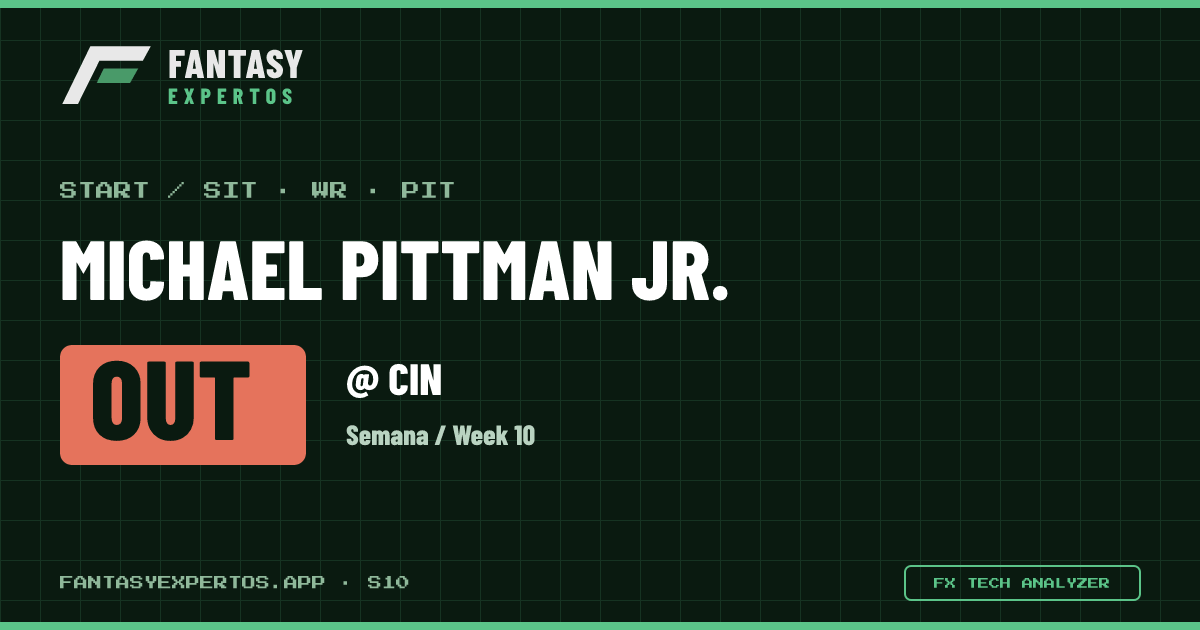 FANTASY
EXPERTOS
START / SIT · WR · PIT
MICHAEL PITTMAN JR.
OUT
@ CIN
Semana / Week 10
FANTASYEXPERTOS.APP · S10
FX TECH ANALYZER